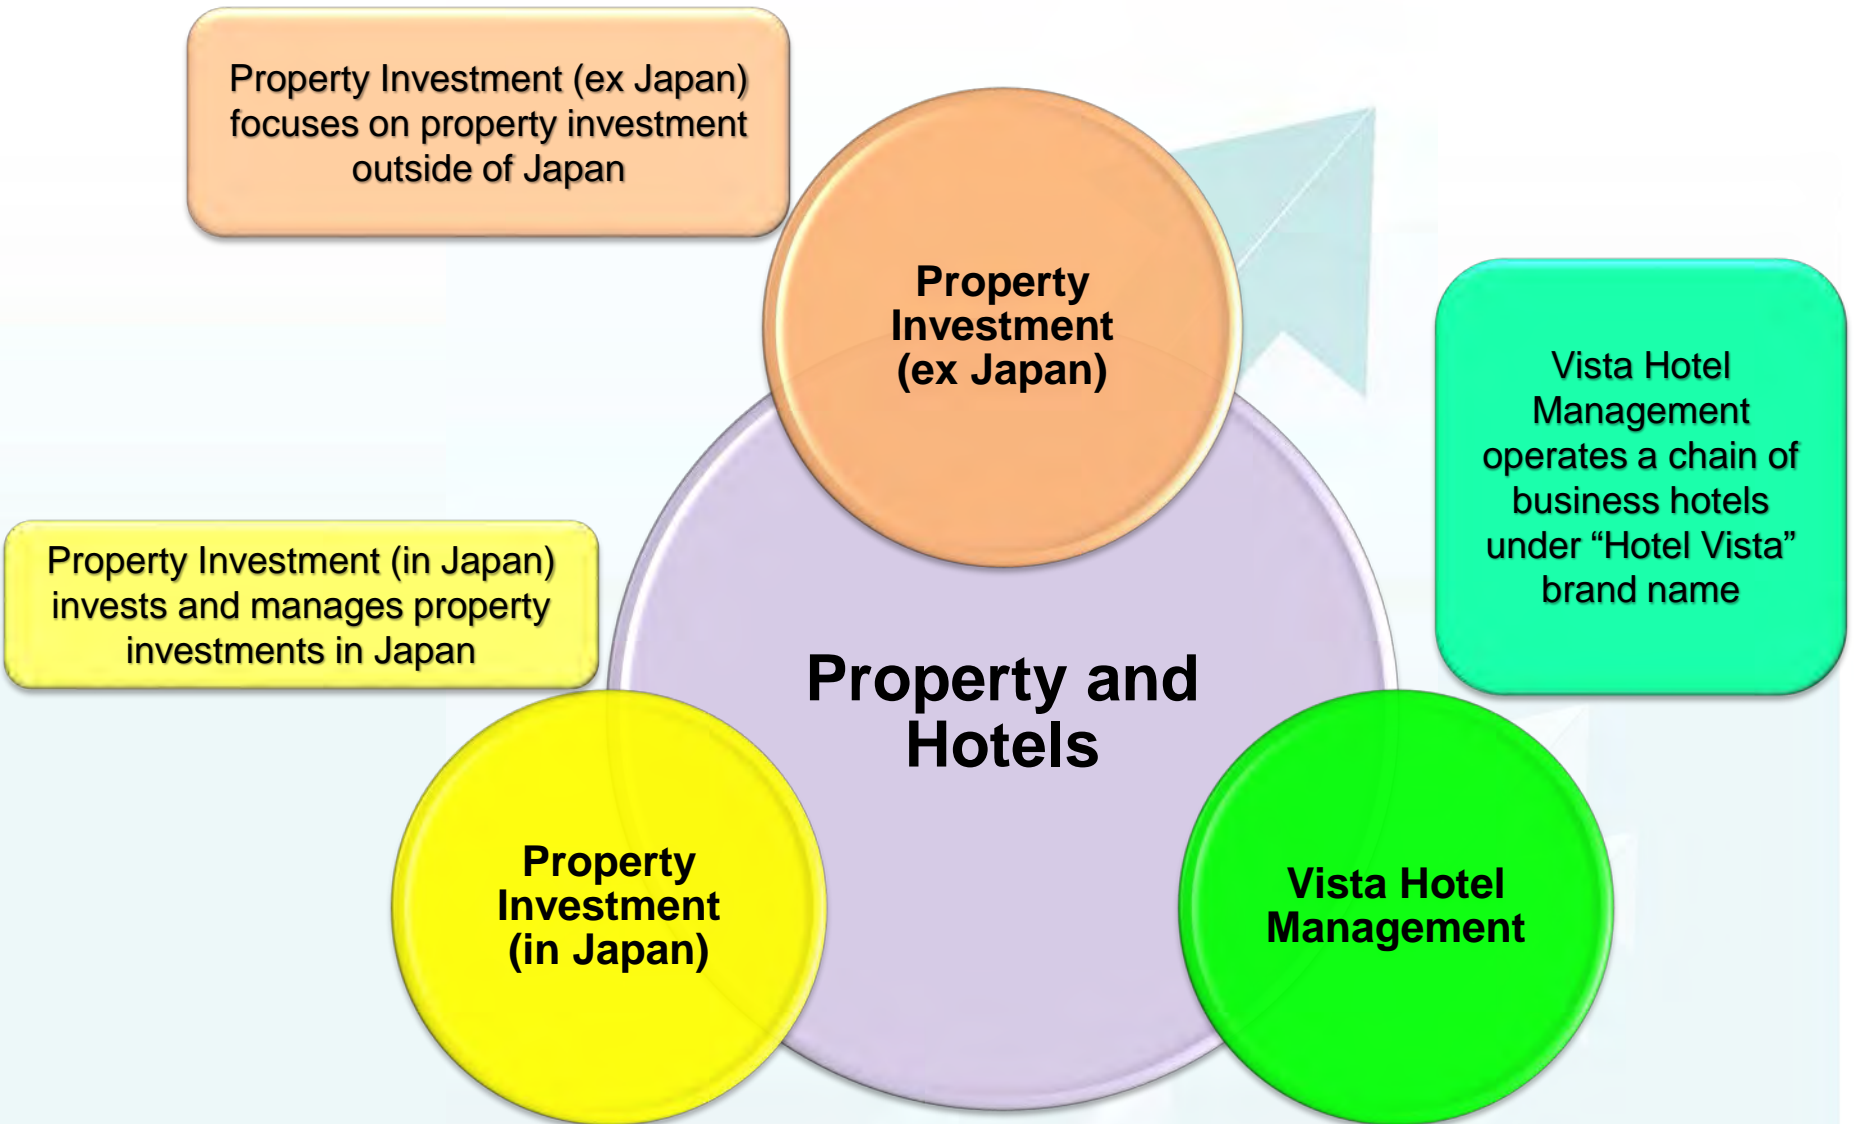 Property Investment (ex Japan)
focuses on property investment
outside of Japan
Property
Investment
(ex Japan)
Vista Hotel
Management
operates a chain of
business hotels
under “Hotel Vista”
brand name
Property Investment (in Japan)
invests and manages property
investments in Japan
Property and
Hotels
Property
Investment
(in Japan)
Vista Hotel
Management